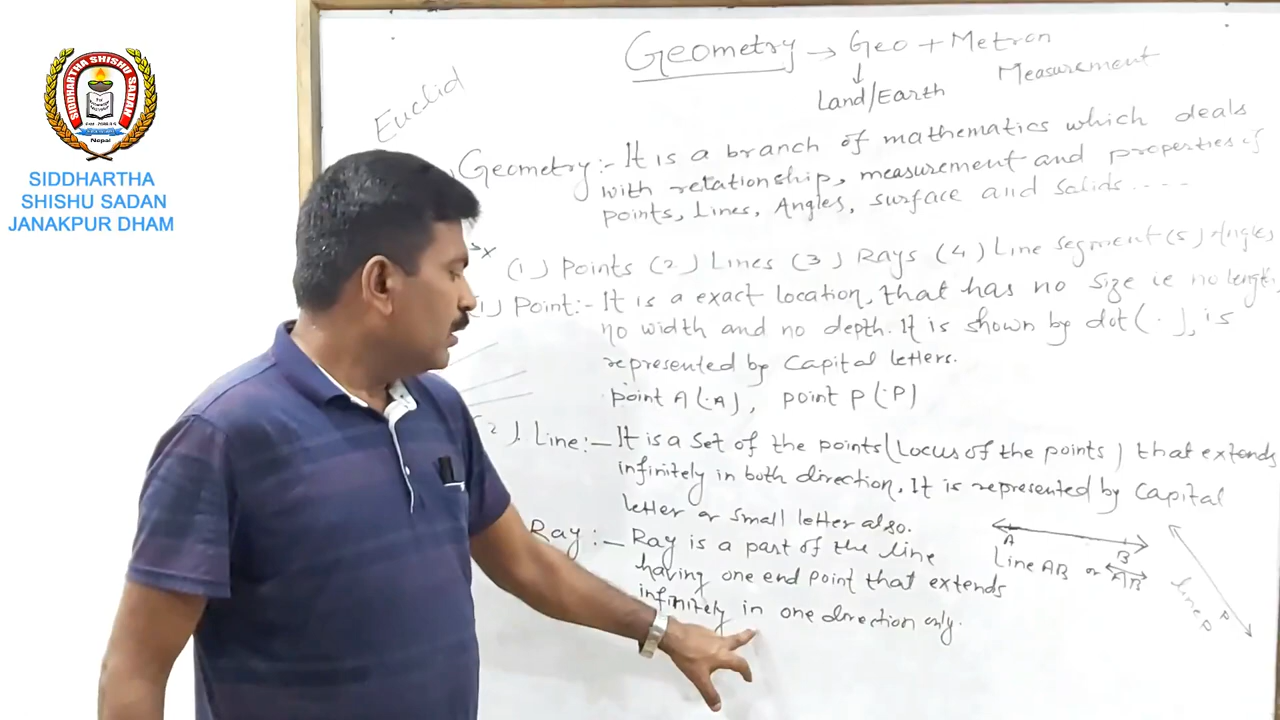 SIDDHARTHA SHISHU SADAN
Nepal
SIDDHARTHA
SHISHU SADAN
JANAKPUR DHAM
Euclid
Geometry → Geo + Metron
↓
Land/Earth
Measurement
Geometry:- It is a branch of mathematics which deals
with relationship, measurement and properties of
points, Lines, Angles, surface and solids.....
x
(1) Points (2) Lines (3) Rays (4) Line segment (5) Angles
1) Point:- It is a exact location, that has no size ie no length,
no width and no depth. It is shown by dot (.), is
represented by Capital letters.
point A (.A), point P (.P)
2). Line:- It is a set of the points (Locus of the points) that extends
infinitely in both direction. It is represented by Capital
letter or small letter also.
Ray:- Ray is a part of the line
having one end point that extends
infinitely in one direction only.
A B
Line AB or AB